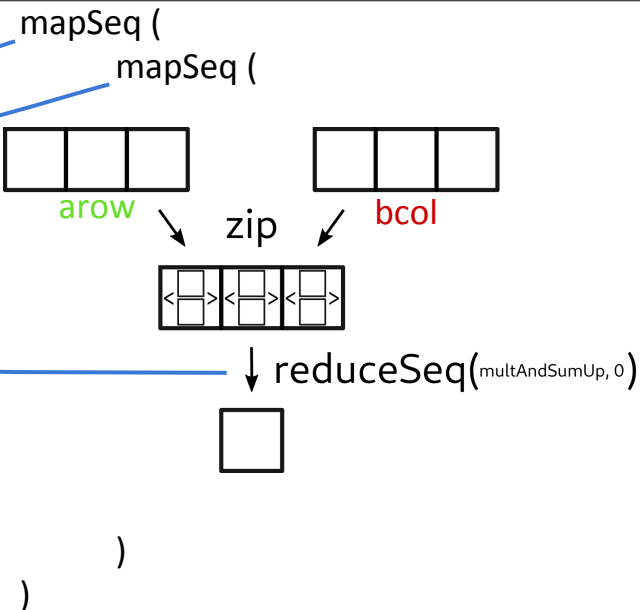 mapSeq (
mapSeq (
arow
bcol
zip
< > < > < >
reduceSeq(multAndSumUp, 0)
)
)